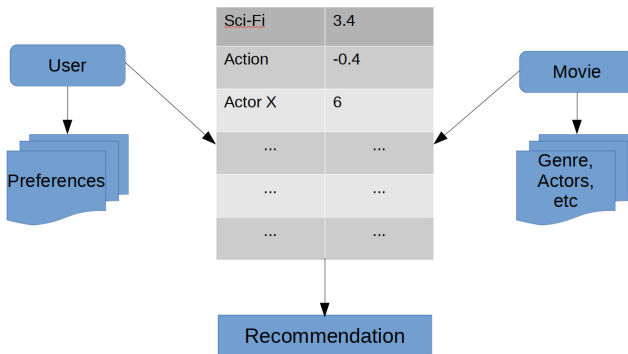 Sci-Fi 3.4
User
Action -0.4
Movie
Actor X 6
... ...
Preferences
Genre,
Actors,
etc
... ...
... ...
Recommendation